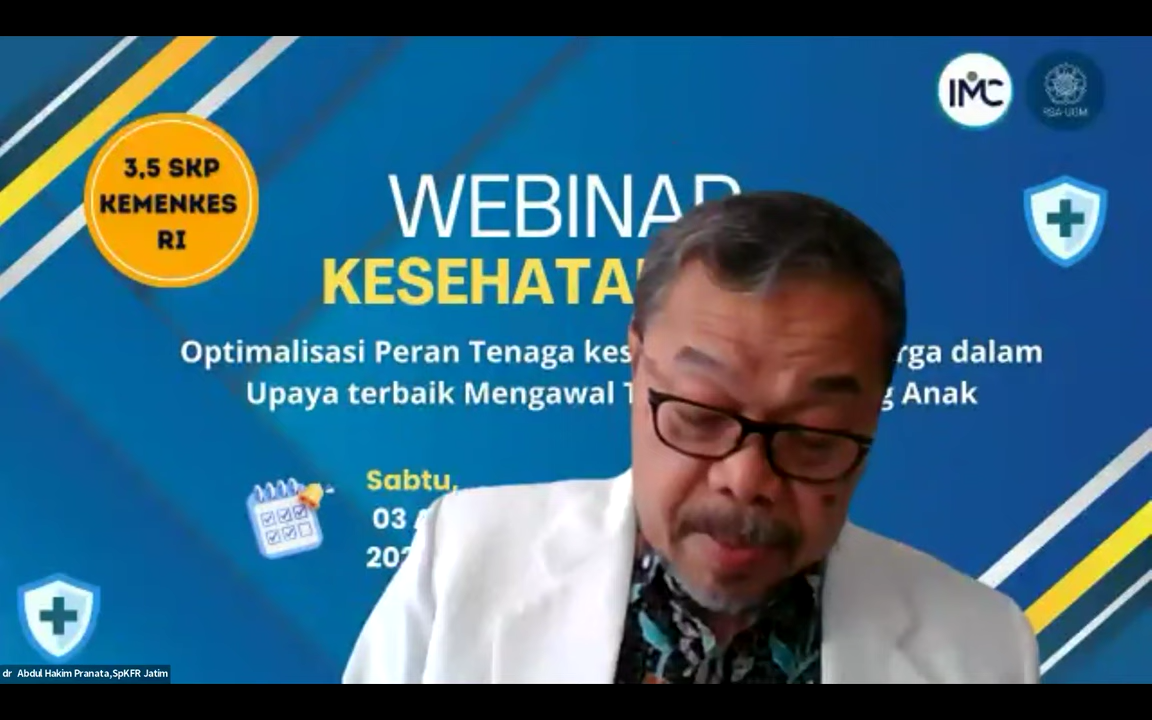 IMC
RSA UGM
3,5 SKP
KEMENKES
RI
WEBINAR
KESEHATA
Optimalisasi Peran Tenaga kes rga dalam
Upaya terbaik Mengawal T g Anak
Sabtu,
03 A
202
dr Abdul Hakim Pranata,SpKFR Jatim